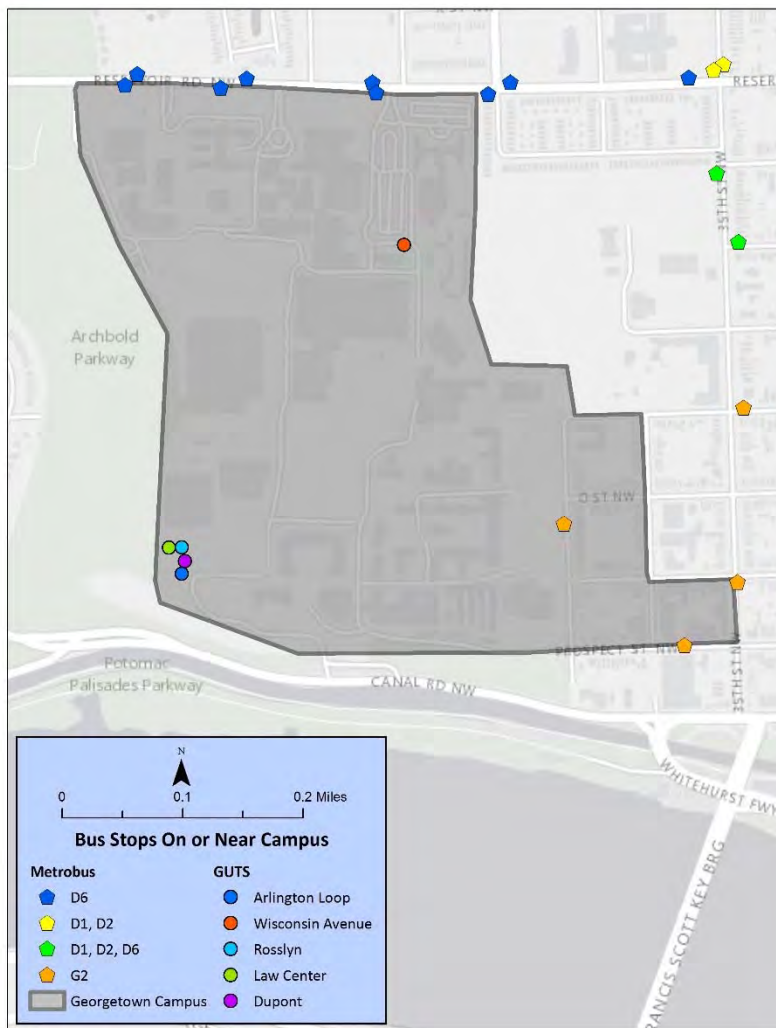 RESERVOIR RD NW
RESER
35TH ST NW
Archbold
Parkway
O ST NW
PROSPECT ST NW
35TH ST NW
Potomac
Palisades Parkway
CANAL RD NW
WHITEHURST FWY
FRANCIS SCOTT KEY BRG
N
0 0.1 0.2 Miles
Bus Stops On or Near Campus
Metrobus
D6
D1, D2
D1, D2, D6
G2
Georgetown Campus
GUTS
Arlington Loop
Wisconsin Avenue
Rosslyn
Law Center
Dupont